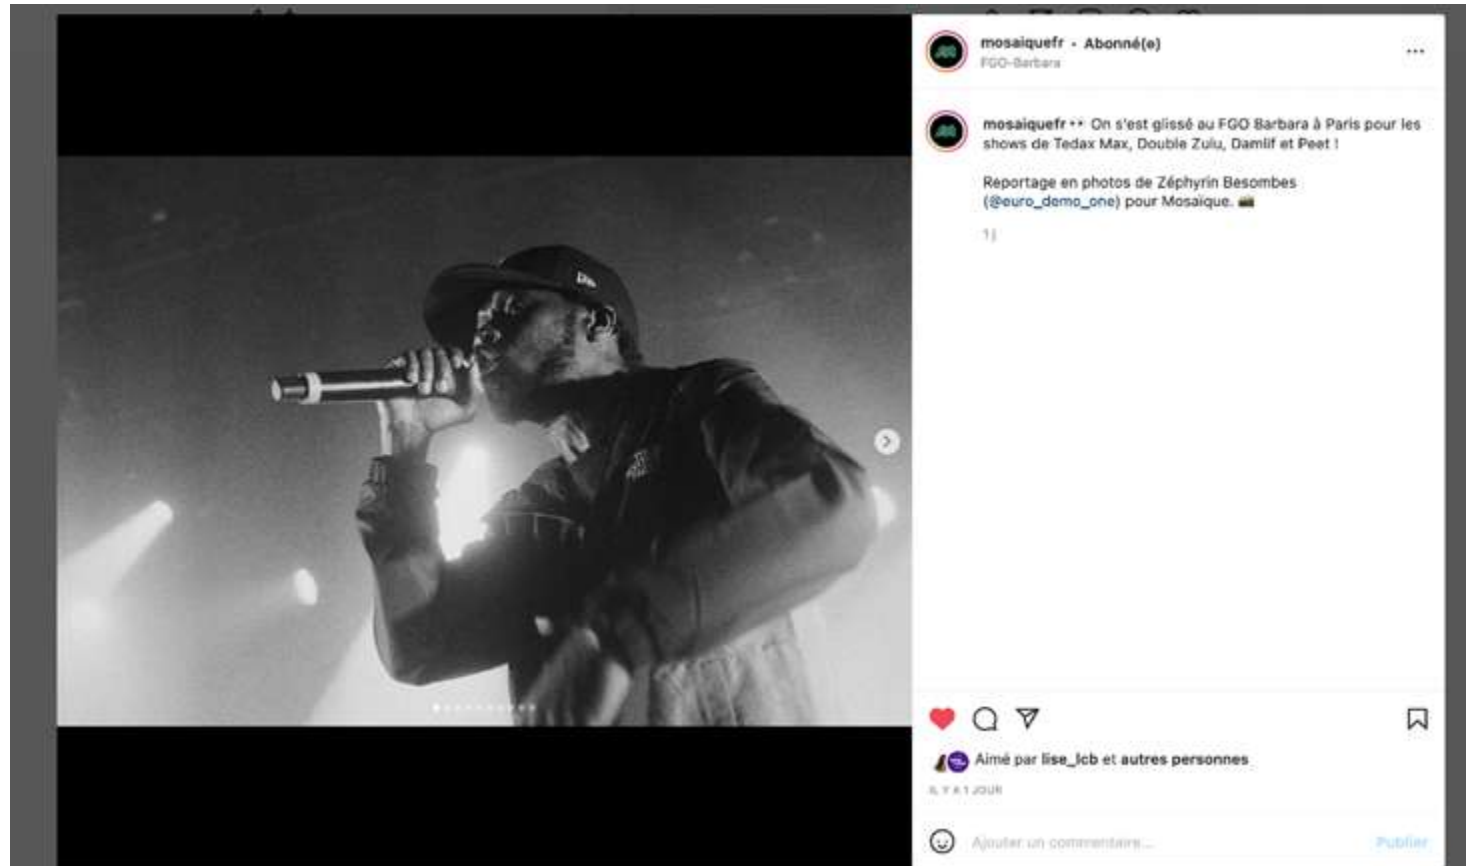 mosaiquefr • Abonné(e)
FGO-Barbara
mosaiquefr On s'est glissé au FGO Barbara à Paris pour les
shows de Tedax Max, Double Zulu, Damlif et Peet !
Reportage en photos de Zéphyrin Besombes
(@euro_demo_one) pour Mosaïque.
1 j
Aimé par lise_lcb et autres personnes
IL Y A 1 JOUR
Ajouter un commentaire...
Publier